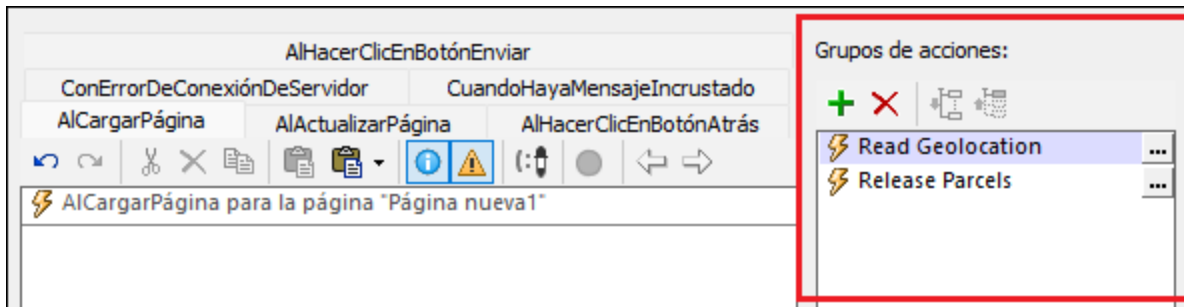 AlHacerClicEnBotónEnviar
ConErrorDeConexiónDeServidor CuandoHayaMensajeIncrustado
AlCargarPágina AlActualizarPágina AlHacerClicEnBotónAtrás
AlCargarPágina para la página "Página nueva1"
Grupos de acciones:
Read Geolocation ...
Release Parcels ...